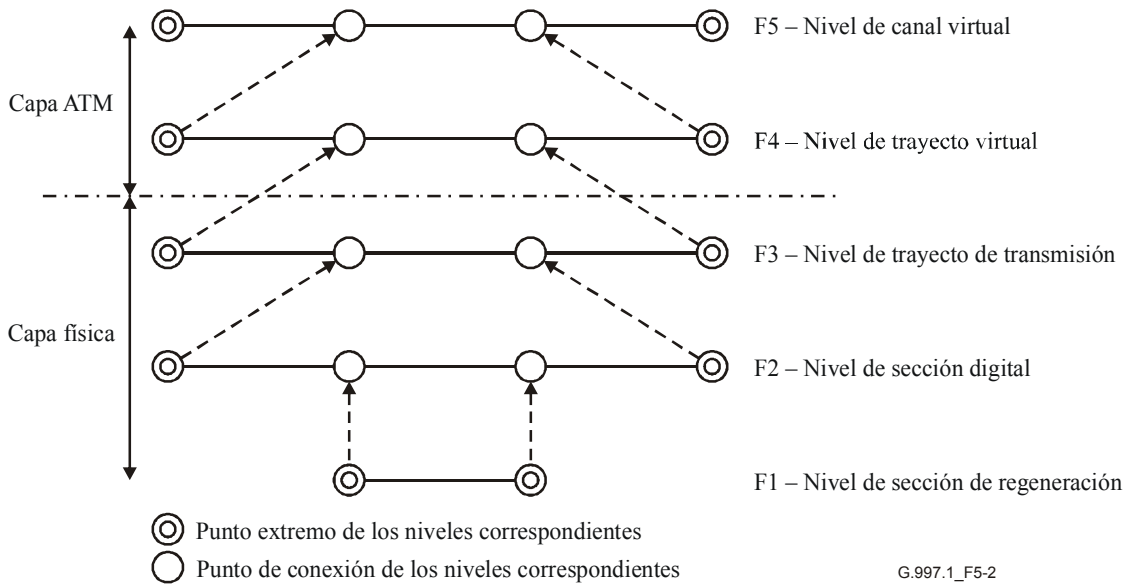 F5 – Nivel de canal virtual
Capa ATM
F4 – Nivel de trayecto virtual
F3 – Nivel de trayecto de transmisión
Capa física
F2 – Nivel de sección digital
F1 – Nivel de sección de regeneración
Punto extremo de los niveles correspondientes
Punto de conexión de los niveles correspondientes
G.997.1_F5-2